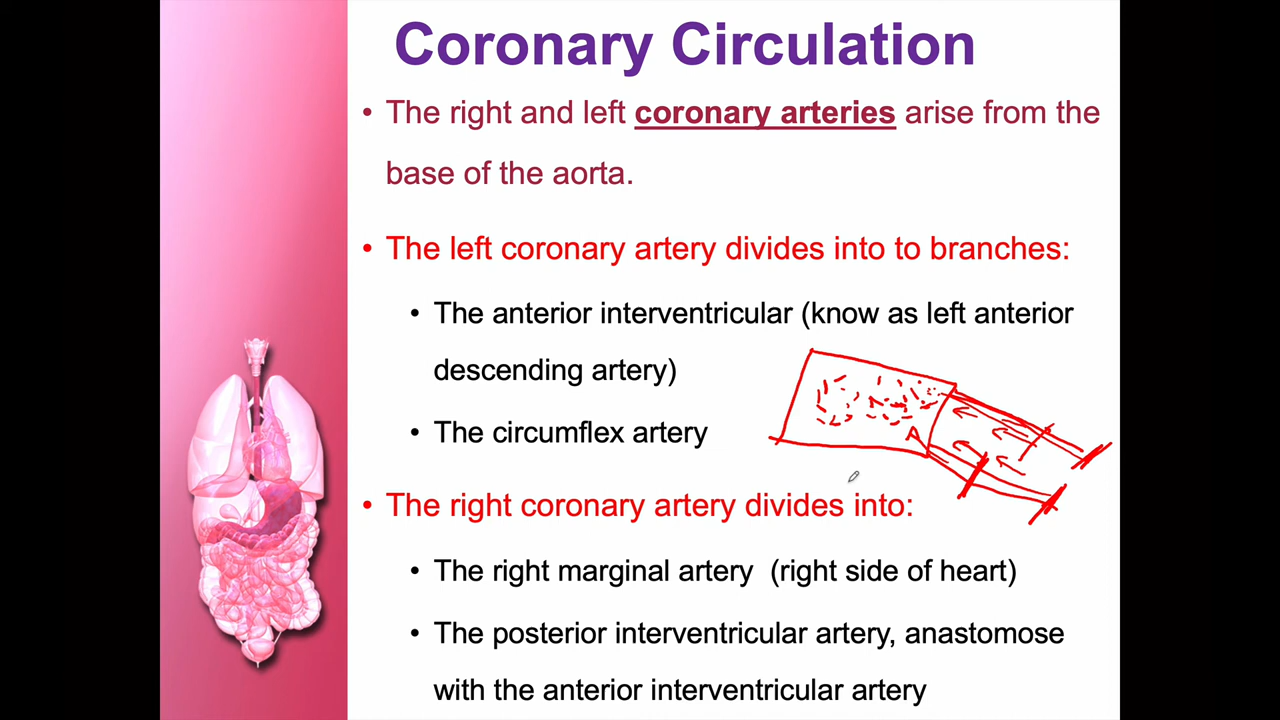 Coronary Circulation
• The right and left coronary arteries arise from the
base of the aorta.
• The left coronary artery divides into to branches:
• The anterior interventricular (know as left anterior
descending artery)
• The circumflex artery
• The right coronary artery divides into:
• The right marginal artery (right side of heart)
• The posterior interventricular artery, anastomose
with the anterior interventricular artery